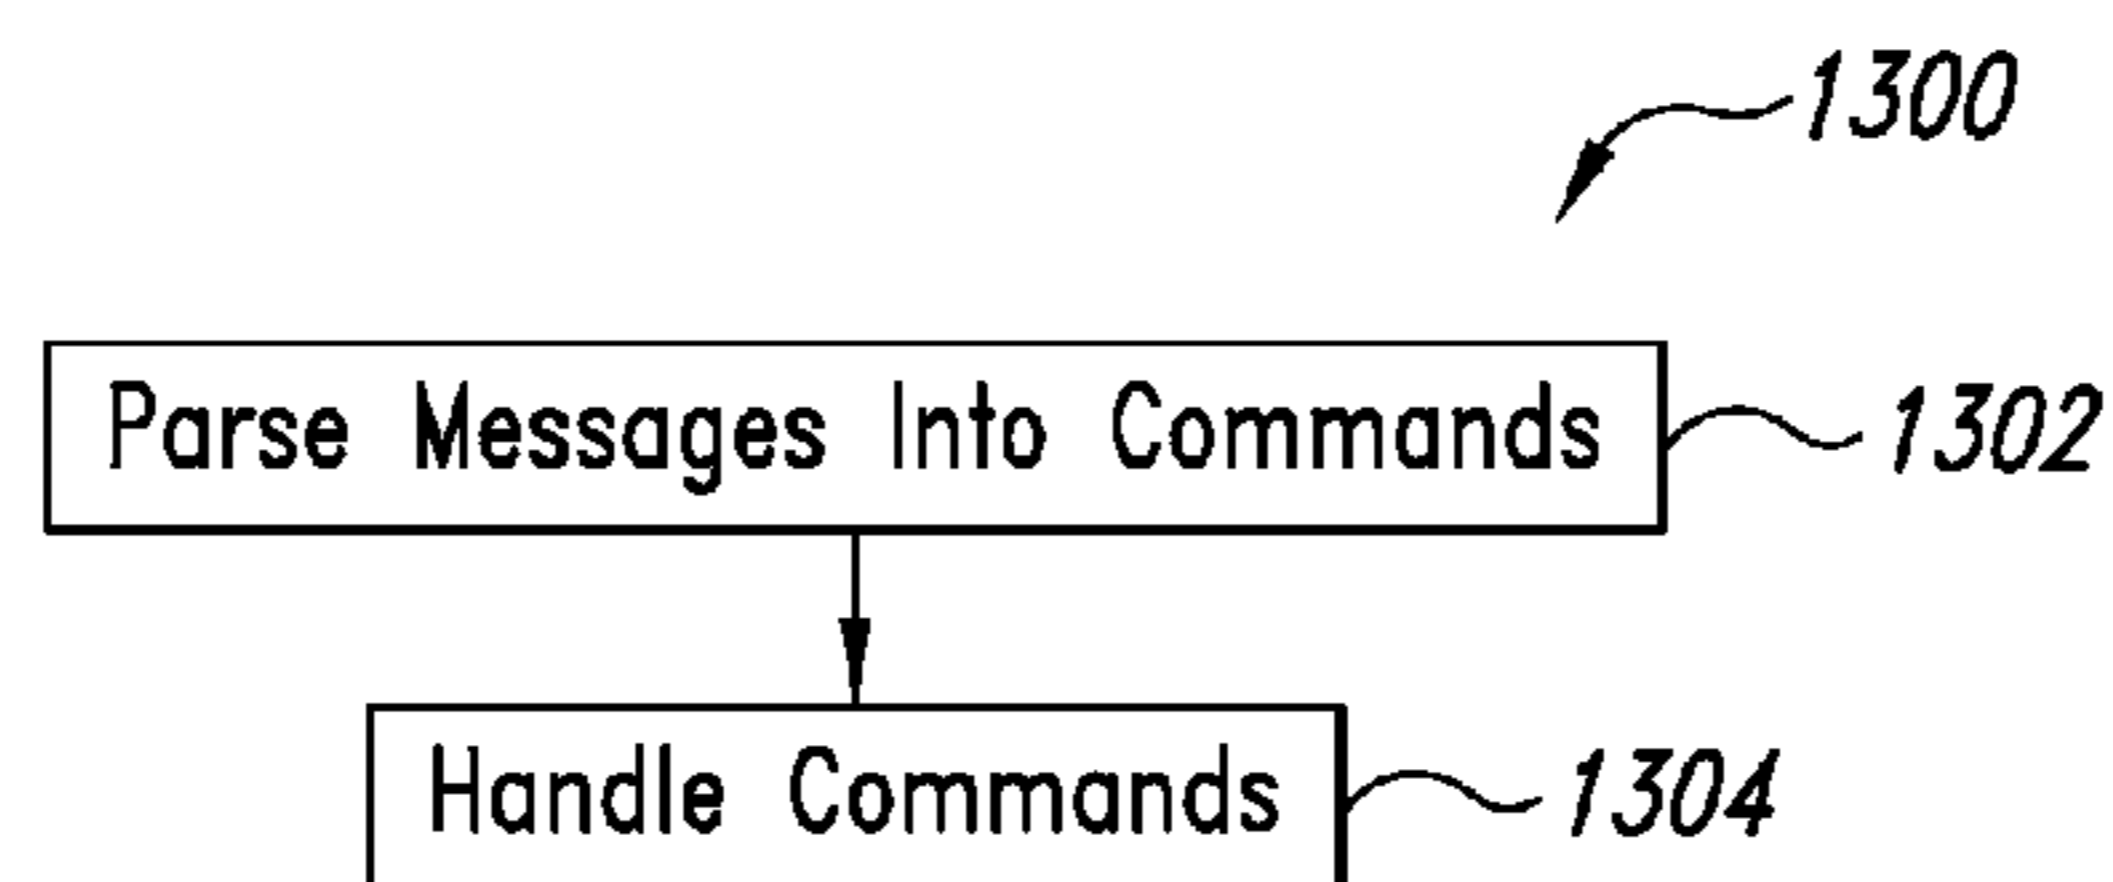 1300
Parse Messages Into Commands 1302
Handle Commands 1304